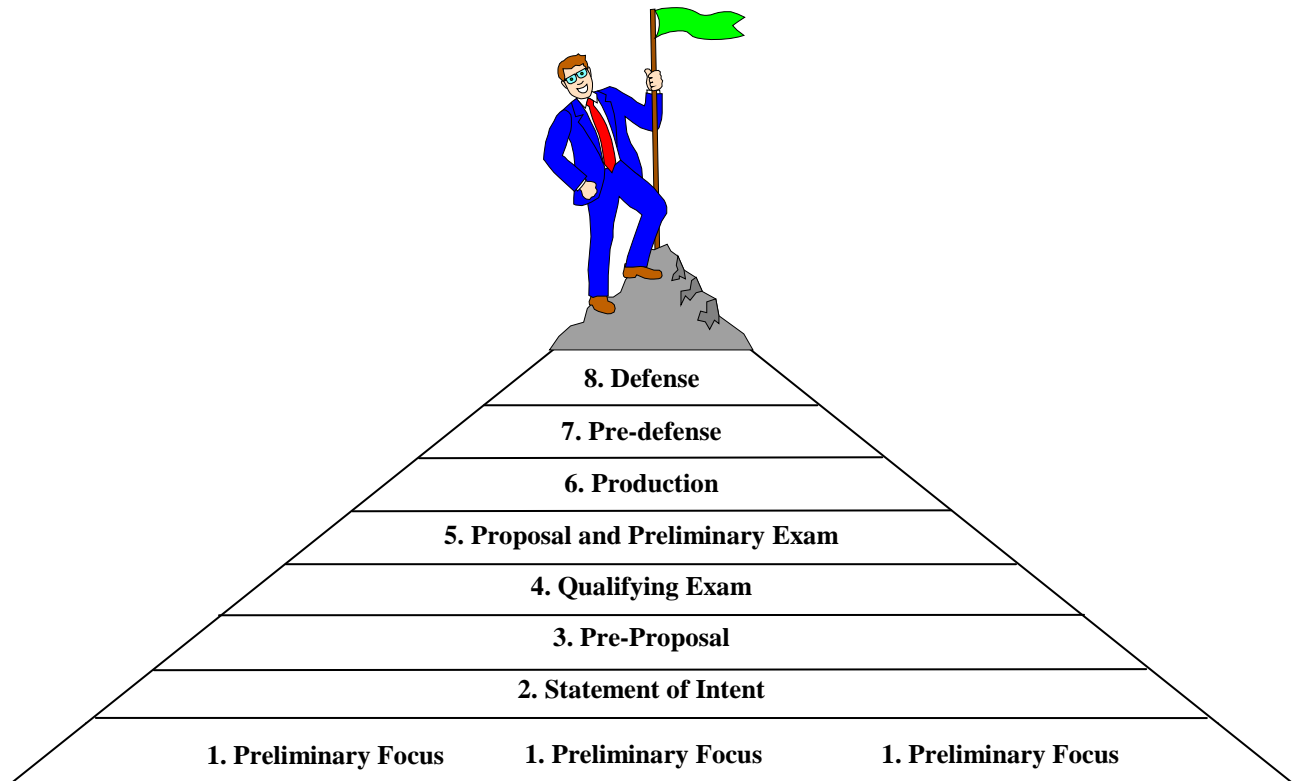 8. Defense
7. Pre-defense
6. Production
5. Proposal and Preliminary Exam
4. Qualifying Exam
3. Pre-Proposal
2. Statement of Intent
1. Preliminary Focus 1. Preliminary Focus 1. Preliminary Focus